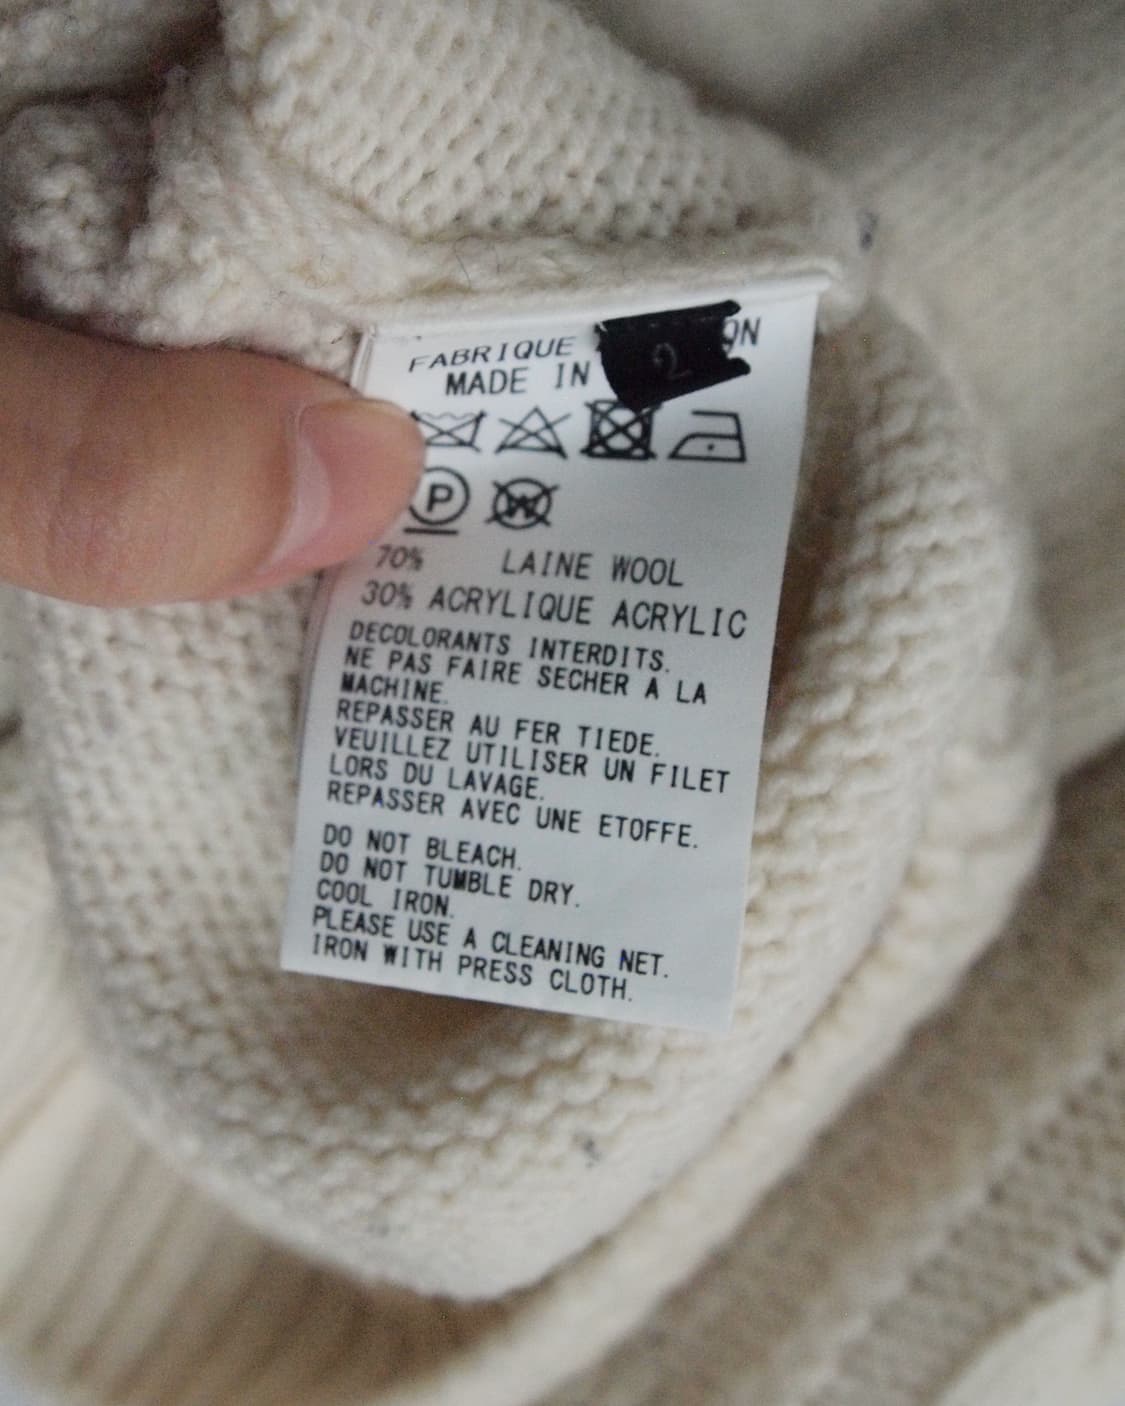 FABRIQUE
MADE IN 2
P W
70% LAINE WOOL
30% ACRYLIQUE ACRYLIC
DECOLORANTS INTERDITS.
NE PAS FAIRE SECHER A LA
MACHINE.
REPASSER AU FER TIEDE.
VEUILLEZ UTILISER UN FILET
LORS DU LAVAGE.
REPASSER AVEC UNE ETOFFE.
DO NOT BLEACH.
DO NOT TUMBLE DRY.
COOL IRON.
PLEASE USE A CLEANING NET.
IRON WITH PRESS CLOTH.